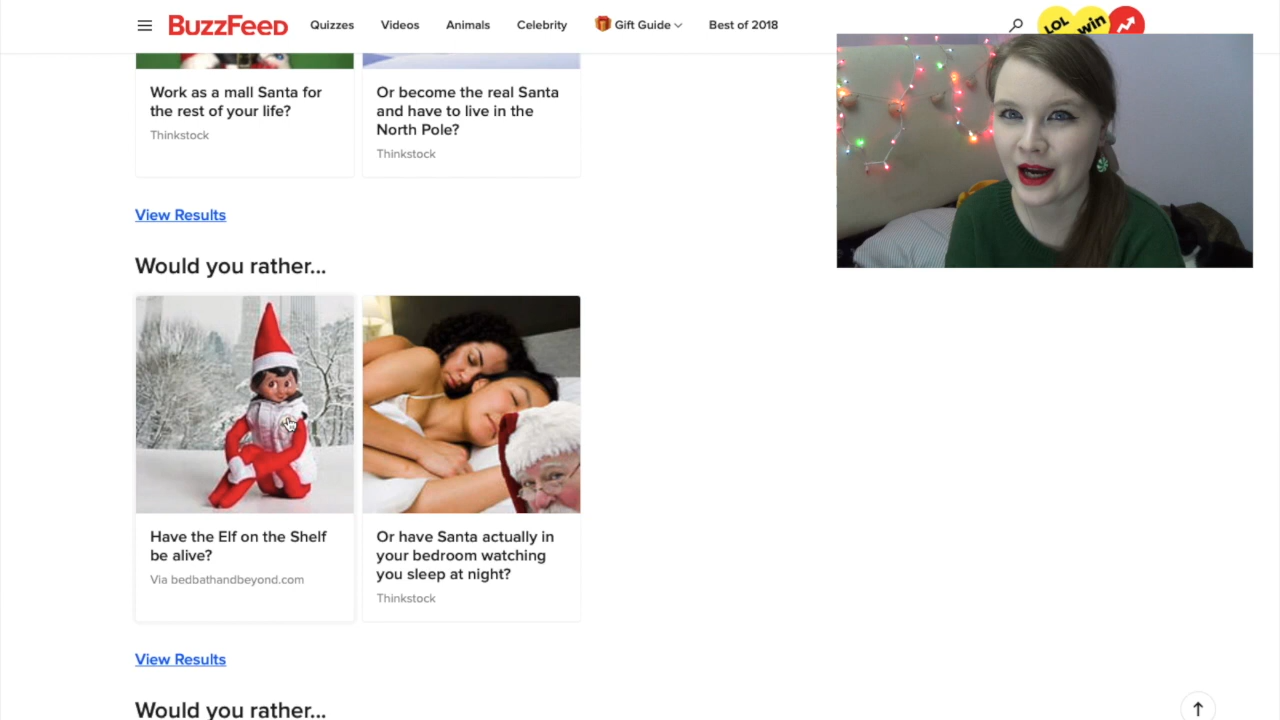 BuzzFeed Quizzes Videos Animals Celebrity Gift Guide Best of 2018 LOL win
Work as a mall Santa for
the rest of your life?
Thinkstock
Or become the real Santa
and have to live in the
North Pole?
Thinkstock
View Results
Would you rather...
Have the Elf on the Shelf
be alive?
Via bedbathandbeyond.com
Or have Santa actually in
your bedroom watching
you sleep at night?
Thinkstock
View Results
Would you rather...